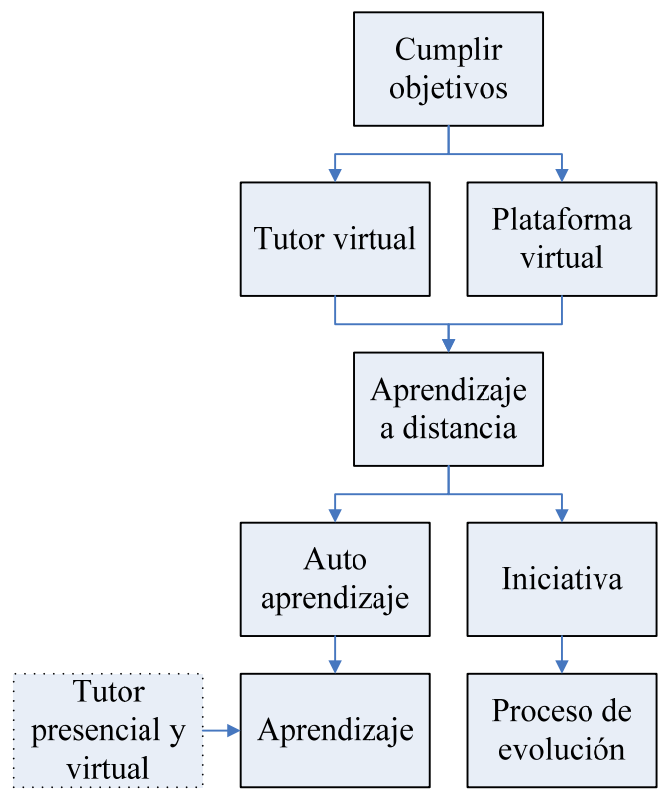 Cumplir
objetivos
Tutor virtual
Plataforma
virtual
Aprendizaje
a distancia
Auto
aprendizaje
Iniciativa
Tutor
presencial y
virtual
Aprendizaje
Proceso de
evolución